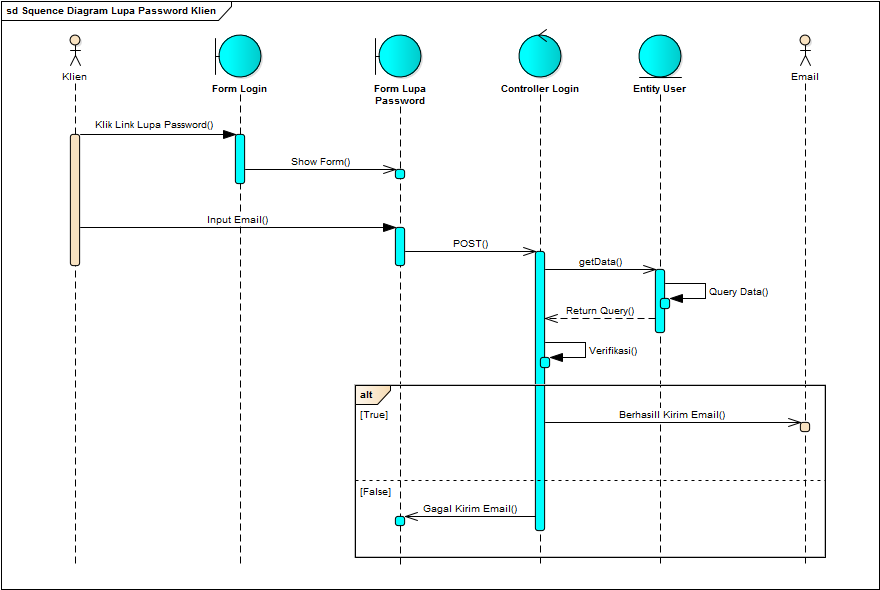 sd Squence Diagram Lupa Password Klien
Klien
Form Login
Form Lupa
Password
Controller Login
Entity User
Email
Klik Link Lupa Password()
Show Form()
Input Email()
POST()
getData()
Query Data()
Return Query()
Verifikasi()
alt
[True]
Berhasill Kirim Email()
[False]
Gagal Kirim Email()